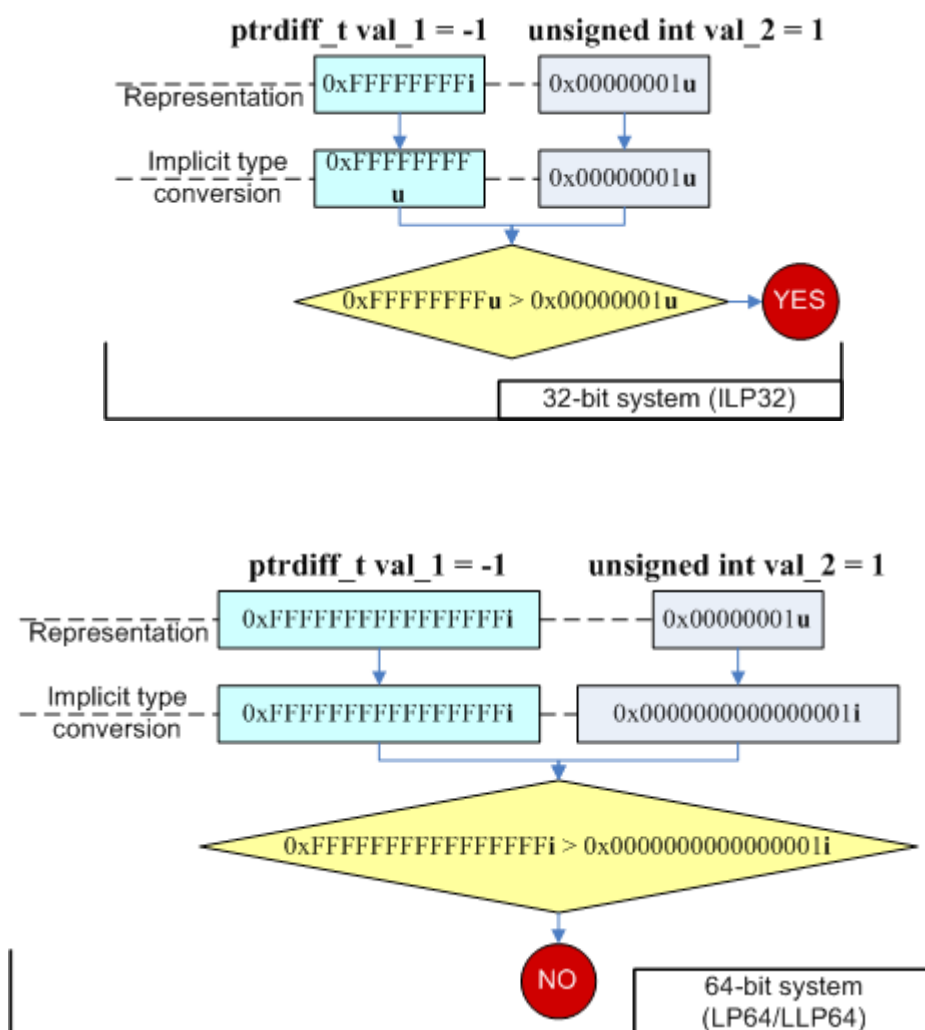 ptrdiff_t val_1 = -1 unsigned int val_2 = 1
Representation 0xFFFFFFFFi 0x00000001u
Implicit type
conversion
0xFFFFFFFF
u
0x00000001u
0xFFFFFFFFu > 0x00000001u YES
32-bit system (ILP32)
ptrdiff_t val_1 = -1 unsigned int val_2 = 1
Representation 0xFFFFFFFFFFFFFFFFi 0x00000001u
Implicit type
conversion
0xFFFFFFFFFFFFFFFFi 0x0000000000000001i
0xFFFFFFFFFFFFFFFFi > 0x0000000000000001i
NO
64-bit system
(LP64/LLP64)